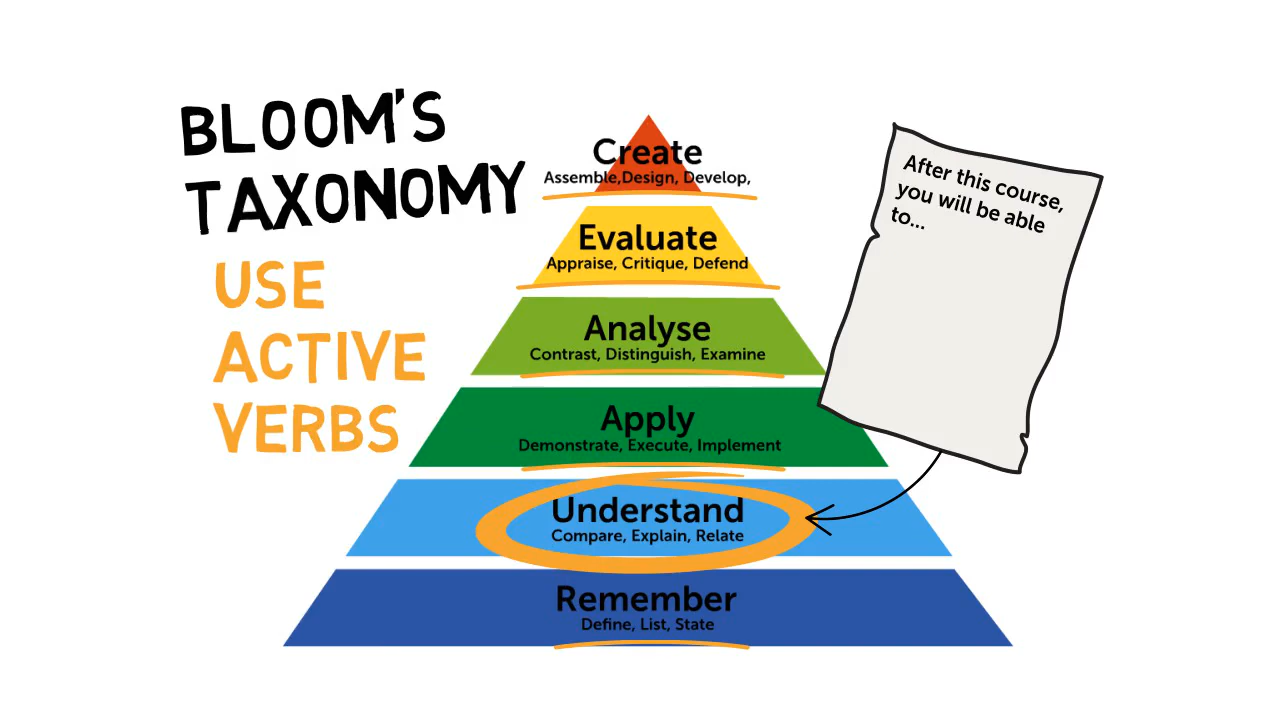 BLOOM'S
TAXONOMY
USE
ACTIVE
VERBS
Create
Assemble,Design, Develop,
Evaluate
Appraise, Critique, Defend
Analyse
Contrast, Distinguish, Examine
Apply
Demonstrate, Execute, Implement
Understand
Compare, Explain, Relate
Remember
Define, List, State
After this course,
you will be able
to...